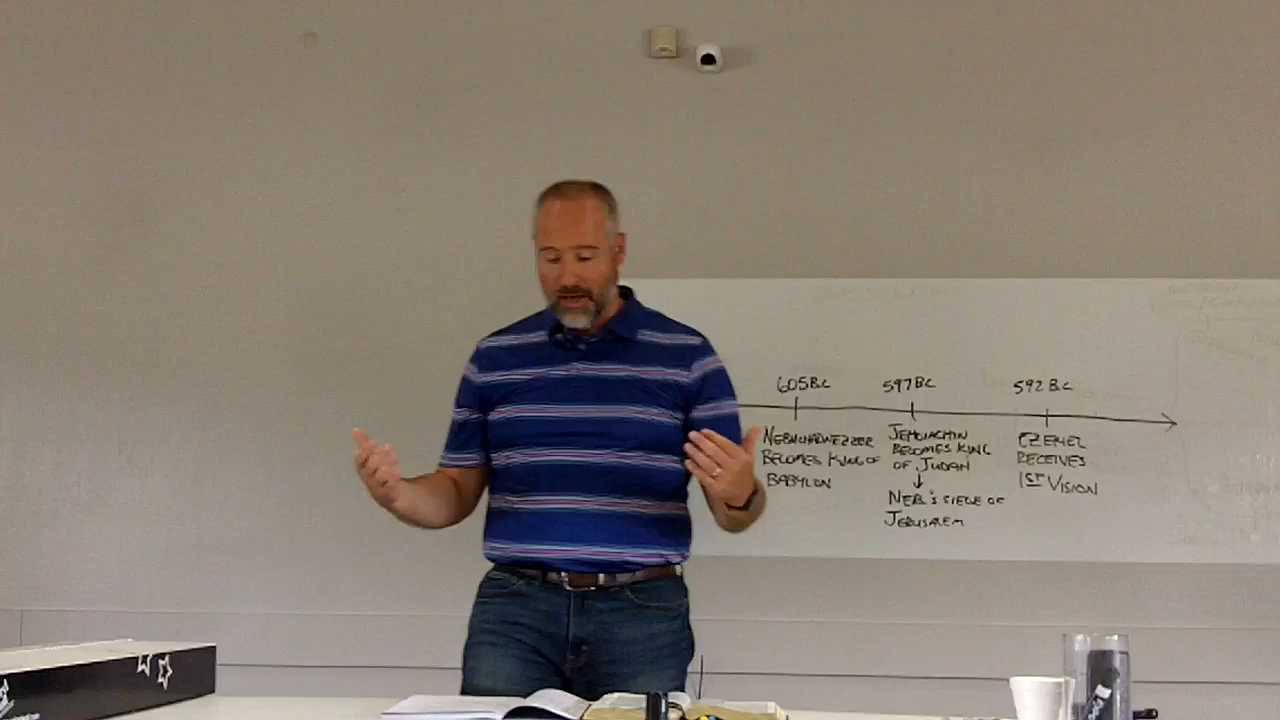 605BC
NEBUCHADNEZZER
BECOMES KING OF
BABYLON
597BC
JEHOIACHIN
BECOMES KING
OF JUDAH
NEB.'S SIEGE OF
JERUSALEM
592 BC
EZEKIEL
RECEIVES
1ST VISION